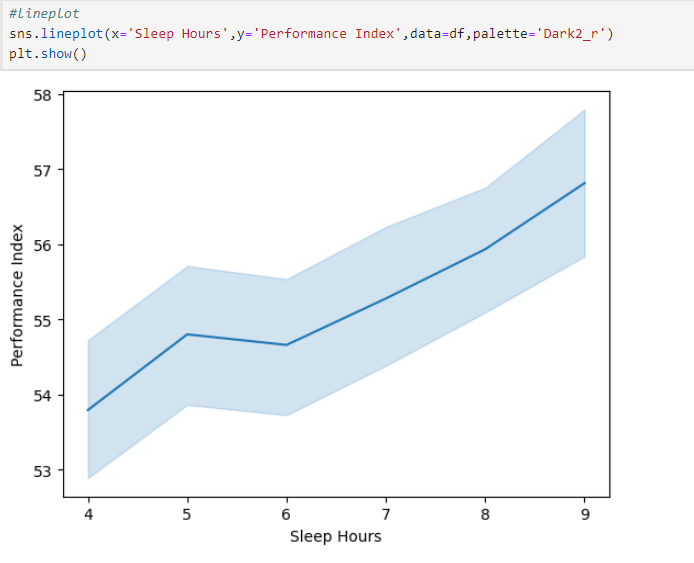 #lineplot
sns.lineplot(x='Sleep Hours',y='Performance Index',data=df,palette='Dark2_r')
plt.show()
58
57
56
55
54
53
Performance Index
4 5 6 7 8 9
Sleep Hours